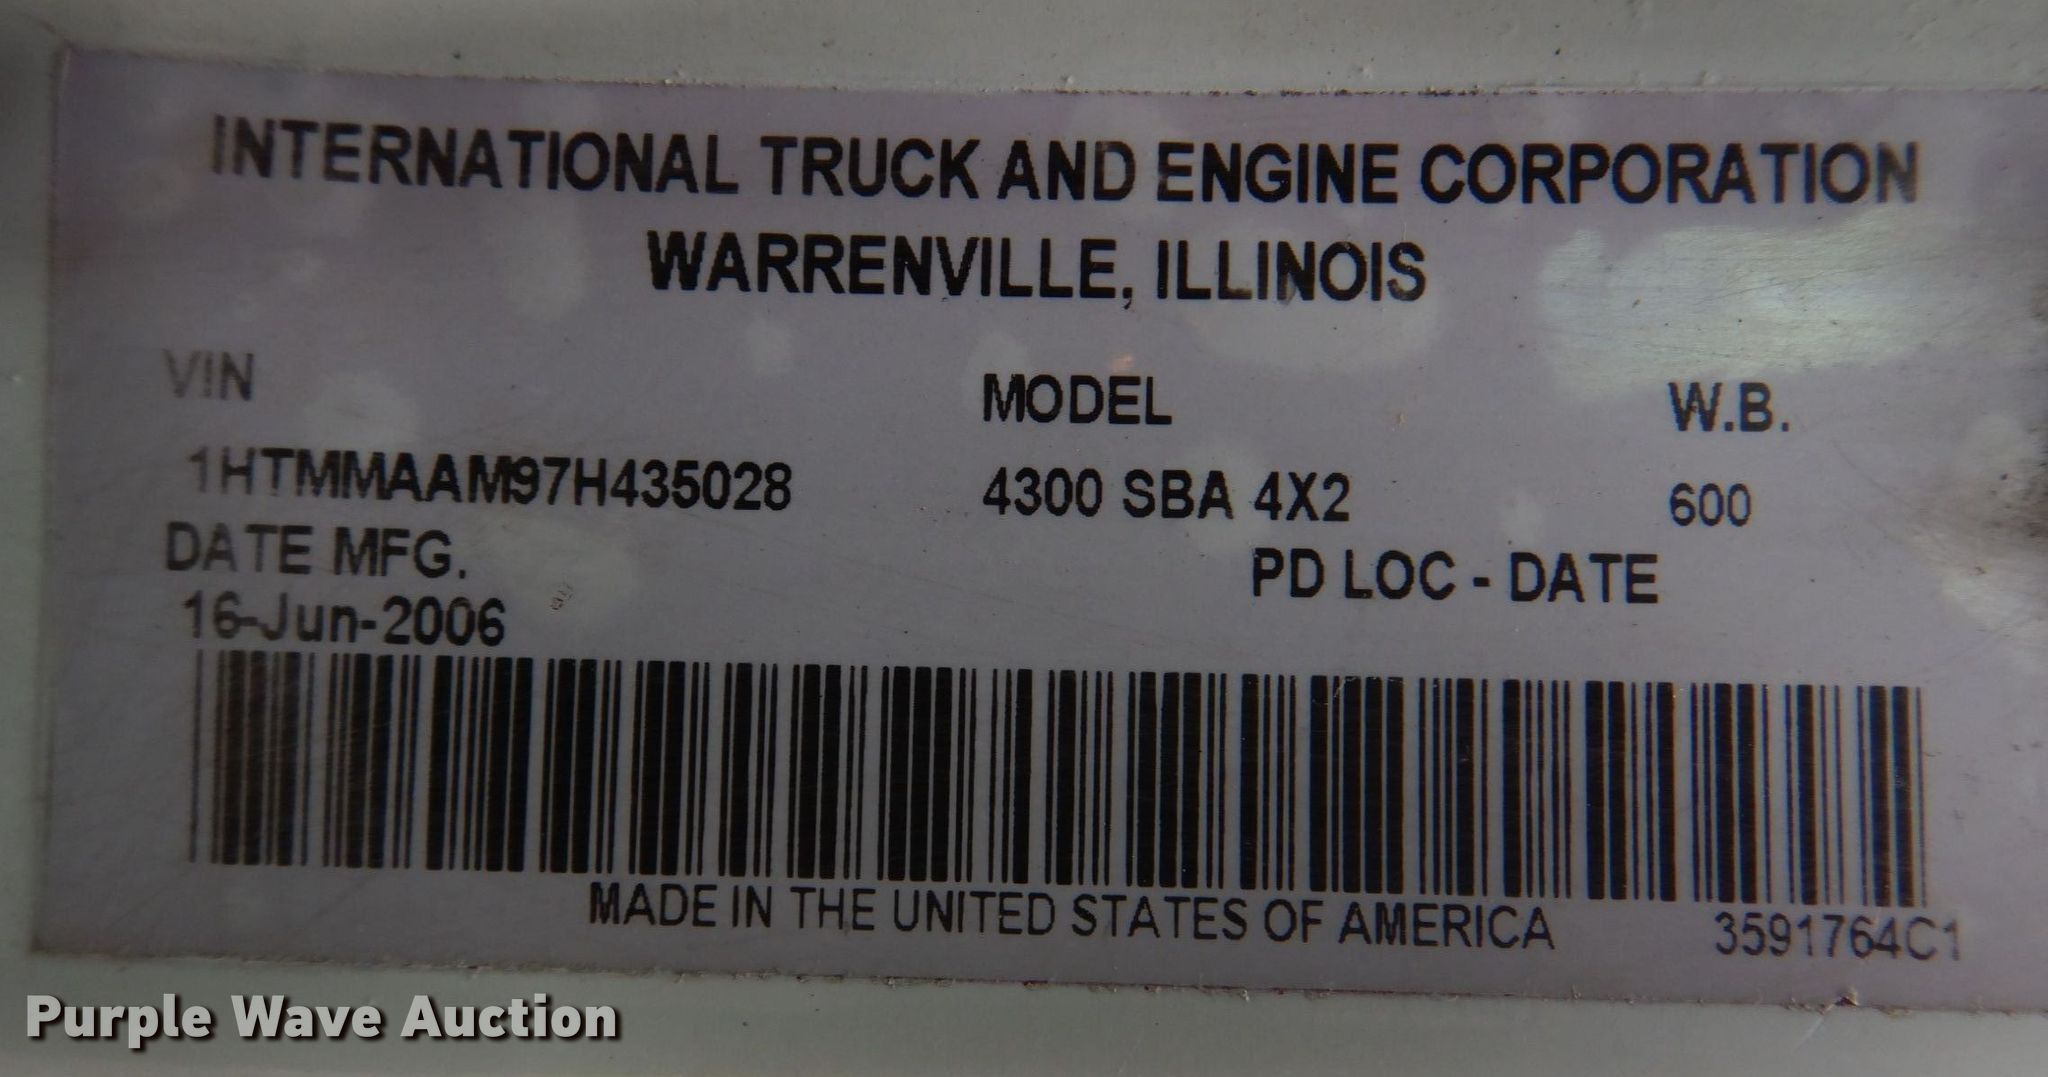 INTERNATIONAL TRUCK AND ENGINE CORPORATION
WARRENVILLE, ILLINOIS
VIN MODEL W.B.
1HTMMAAM97H435028 4300 SBA 4X2 600
DATE MFG. PD LOC - DATE
16-Jun-2006
MADE IN THE UNITED STATES OF AMERICA 3591764C1
Purple Wave Auction